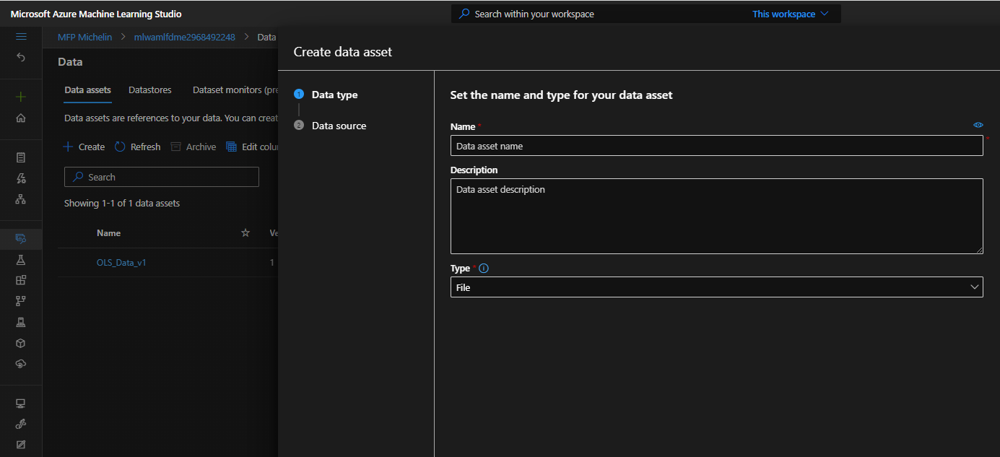 Microsoft Azure Machine Learning Studio
Search within your workspace
This workspace
MFP Michelin > mlwamlfdme2968492248 > Data
Data
Data assets Datastores Dataset monitors (pre
Data assets are references to your data. You can creat
Create Refresh Archive Edit colu
Search
Showing 1-1 of 1 data assets
Name Ve
OLS_Data_v1 1
Create data asset
1 Data type
2 Data source
Set the name and type for your data asset
Name *
Data asset name *
Description
Data asset description
Type *
File